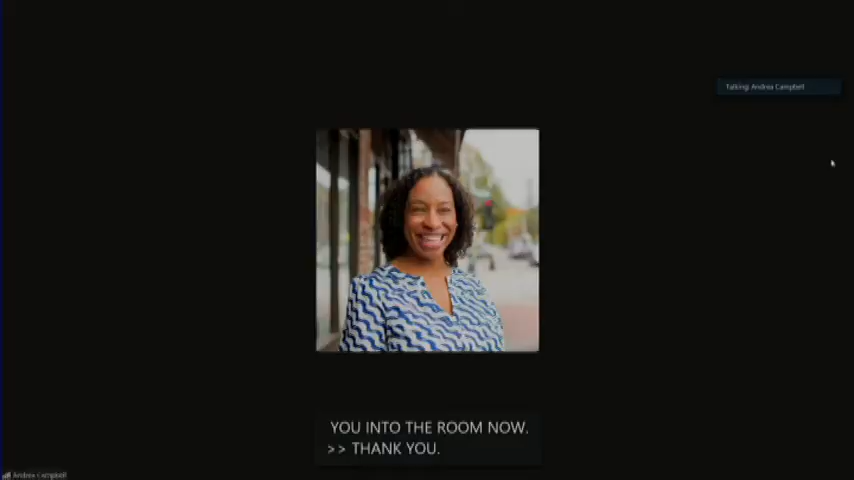 Talking: Andrea Campbell
YOU INTO THE ROOM NOW.
>> THANK YOU.
Andrea Campbell